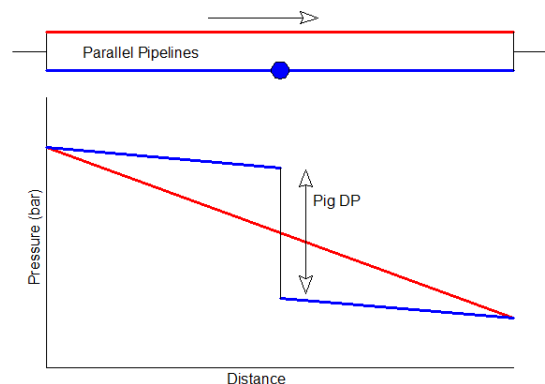 Parallel Pipelines
Pig DP
Pressure (bar)
Distance